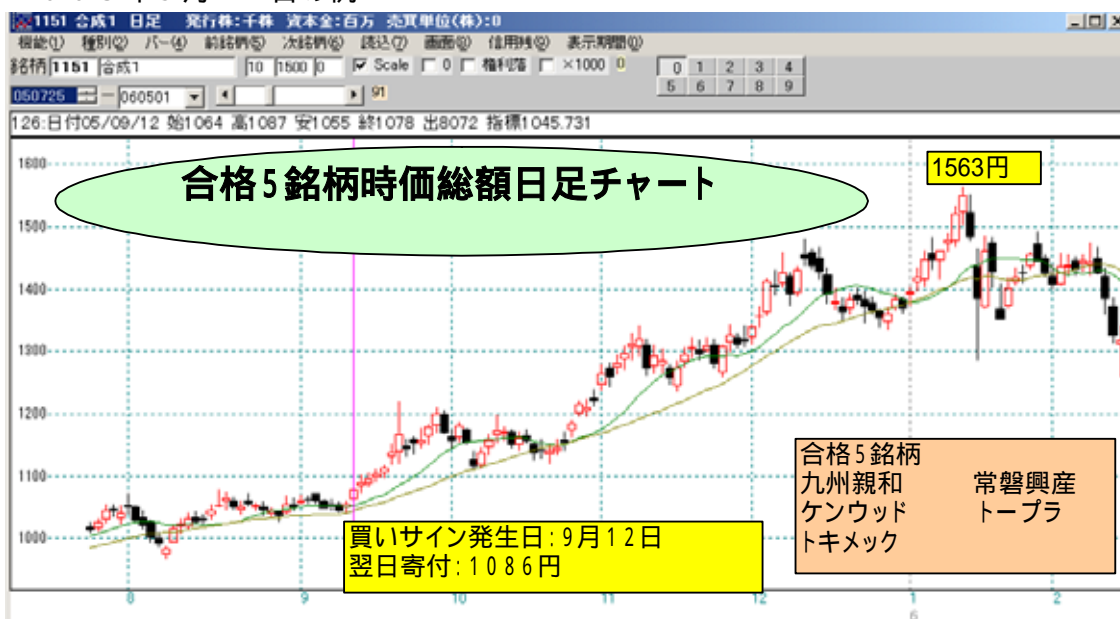 1151 合成1 日足 発行株:千株 資本金:百万 売買単位(株):0
機能(1) 種別(2) バー(4) 前銘柄(5) 次銘柄(6) 読込(7) 画面(8) 信用残(9) 表示期間(0)
銘柄 1151 合成1 10 1500 0 Scale 0 権利落 ×1000 0 0 1 2 3 4
5 6 7 8 9
050725 - 060501 91
126:日付05/09/12 始1064 高1087 安1055 終1078 出8072 指標1045.731
1600
合格5銘柄時価総額日足チャート
1563円
1500
1400
1300
1200
1100
1000
合格5銘柄
九州親和 常磐興産
ケンウッド トープラ
トキメック
買いサイン発生日:9月12日
翌日寄付:1086円
8 9 10 11 12 1 2
6